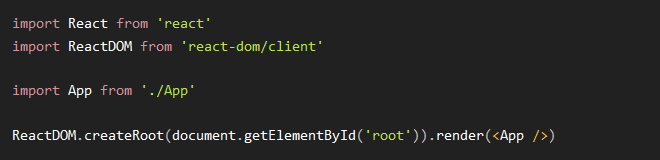 import React from 'react'
import ReactDOM from 'react-dom/client'
import App from './App'
ReactDOM.createRoot(document.getElementById('root')).render(<App />)